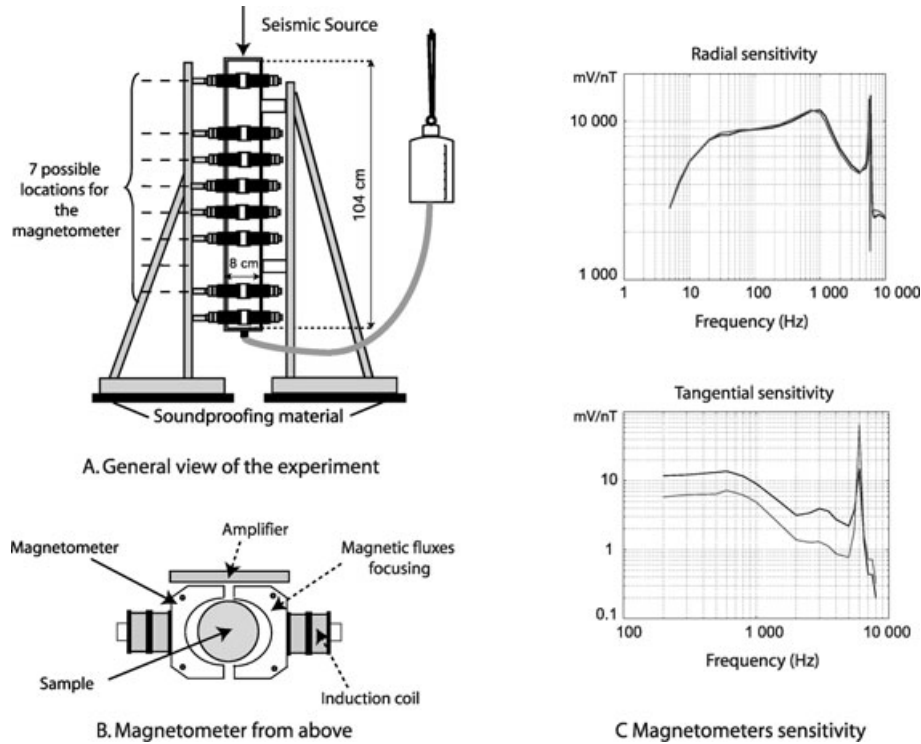 Seismic Source
7 possible
locations for
the
magnetometer
104 cm
8 cm
Soundproofing material
A. General view of the experiment
Magnetometer
Amplifier
Magnetic fluxes
focusing
Sample
Induction coil
B. Magnetometer from above
Radial sensitivity
mV/nT
10 000
1 000
1
10
100
1 000
10 000
Frequency (Hz)
Tangential sensitivity
mV/nT
10
1
0.1
100
1 000
10 000
Frequency (Hz)
C Magnetometers sensitivity